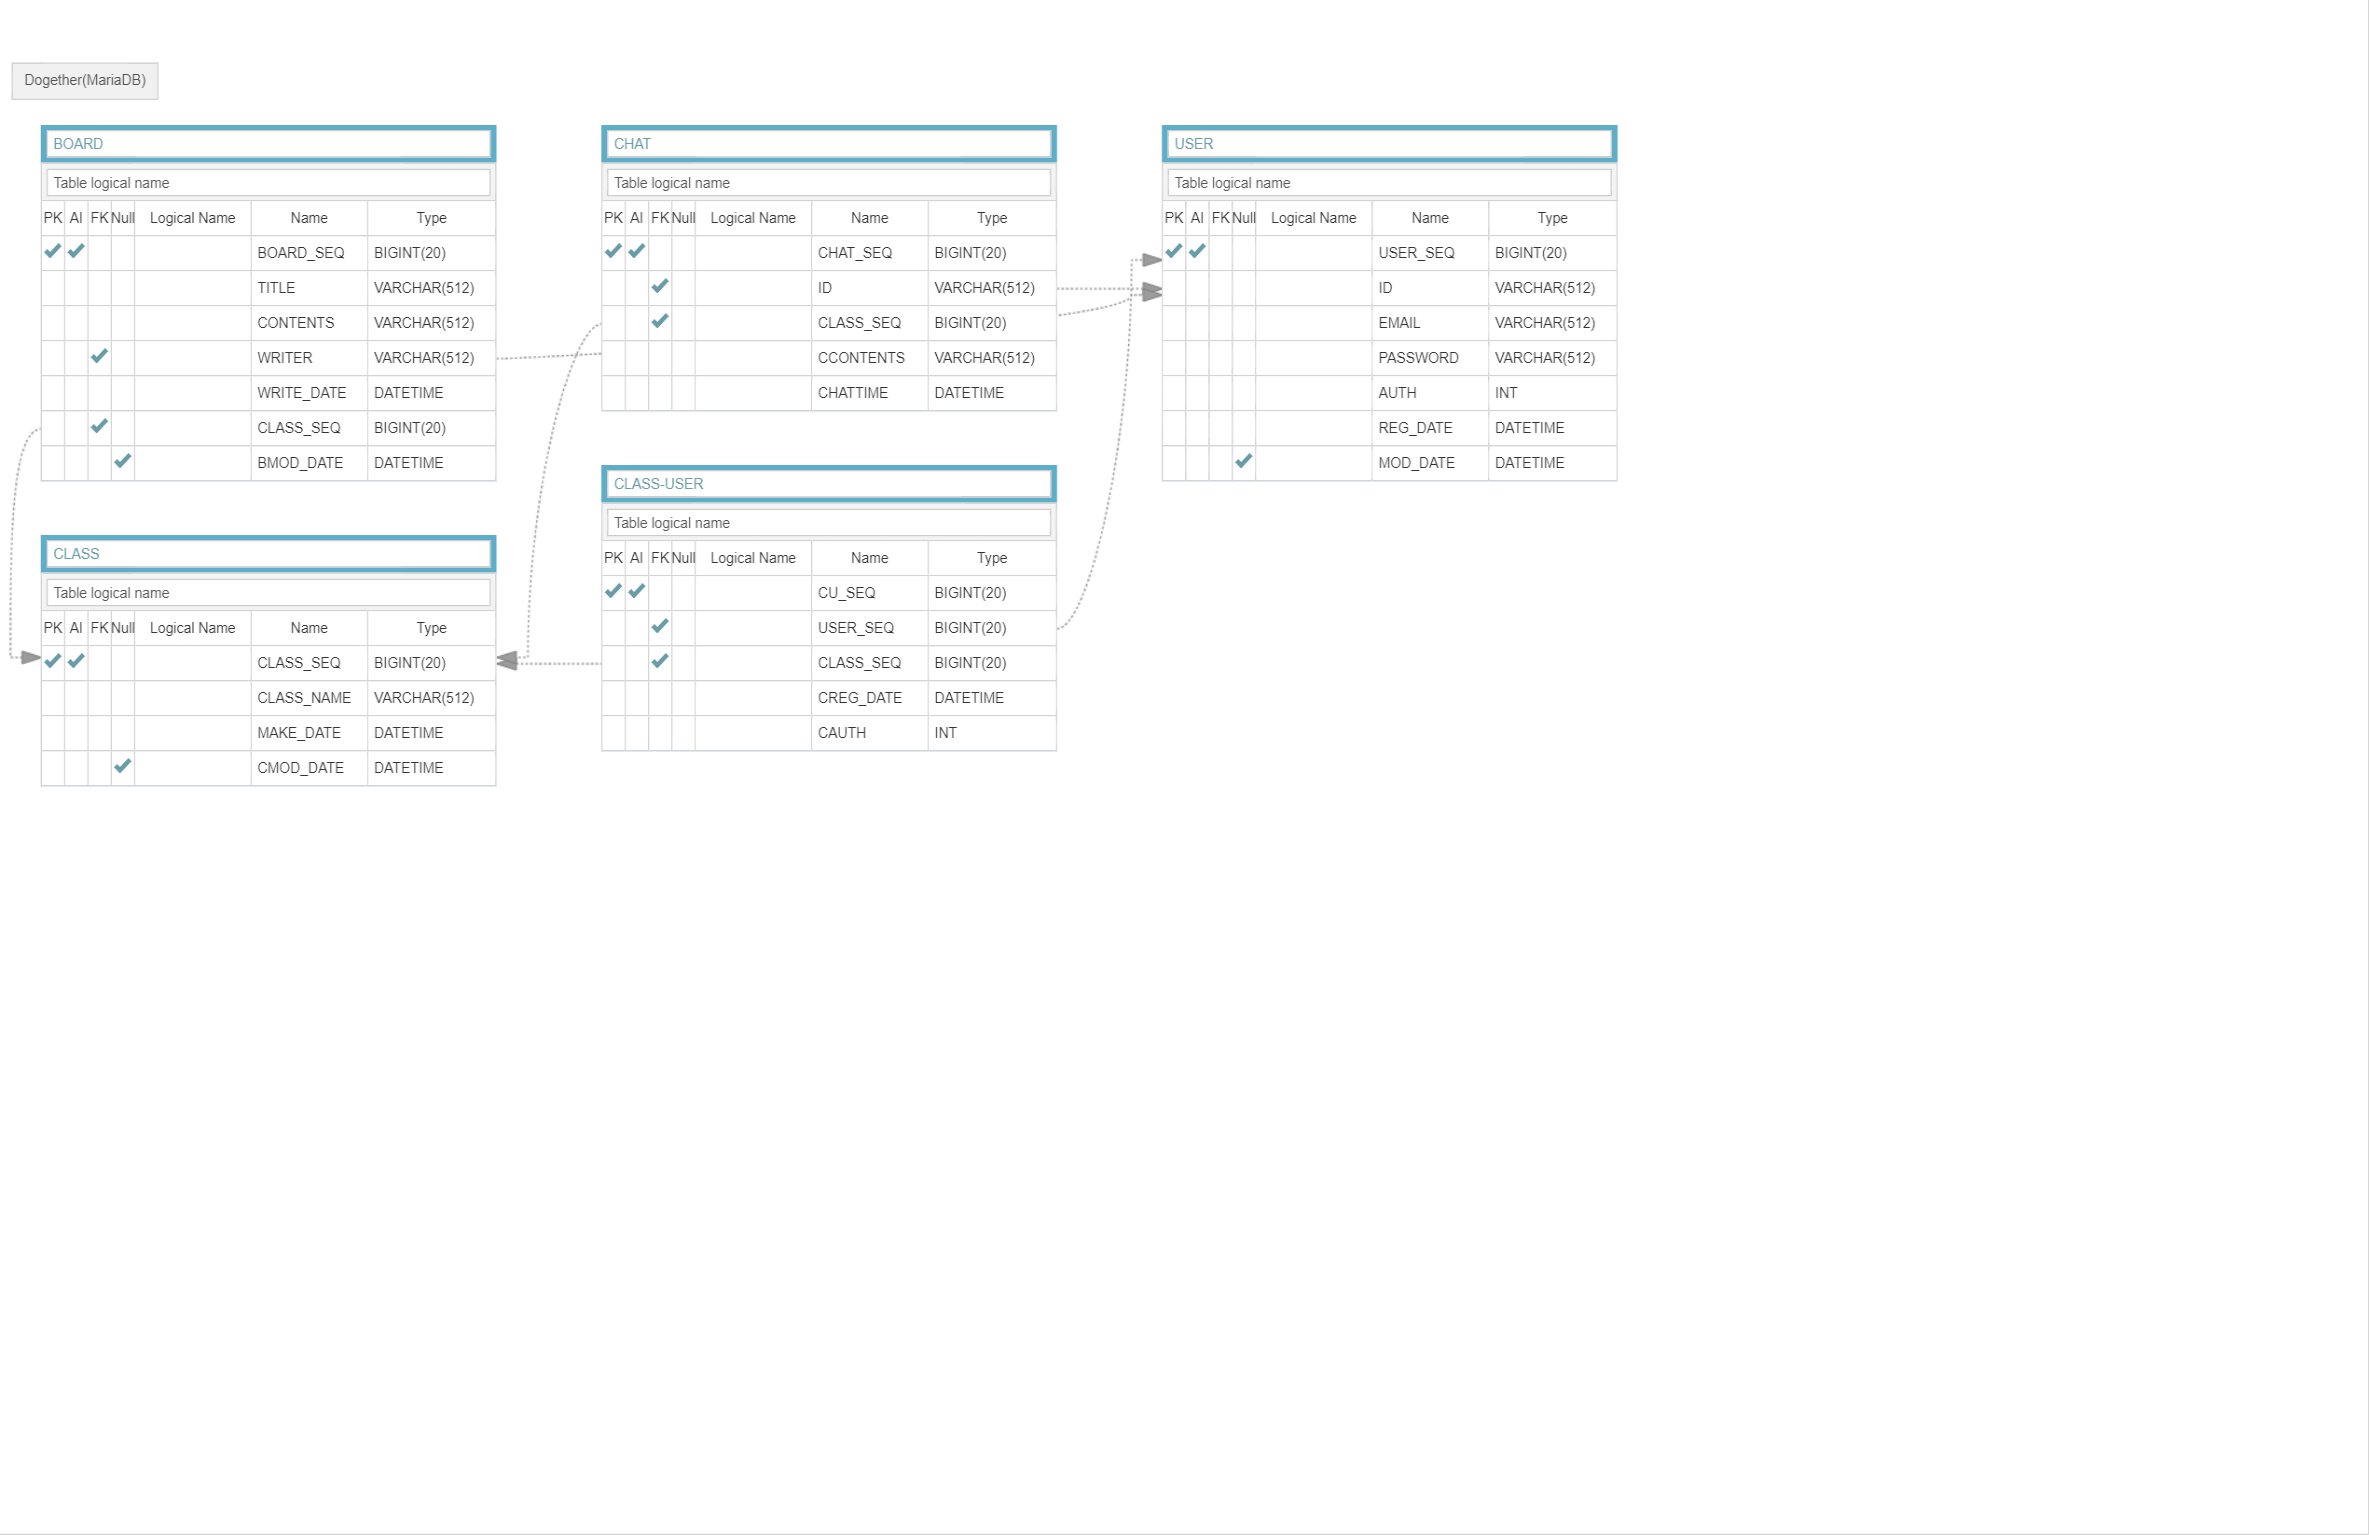 Dogether(MariaDB)
BOARD
Table logical name
PK AI FK Null Logical Name Name Type
BOARD_SEQ BIGINT(20)
TITLE VARCHAR(512)
CONTENTS VARCHAR(512)
WRITER VARCHAR(512)
WRITE_DATE DATETIME
CLASS_SEQ BIGINT(20)
BMOD_DATE DATETIME
CHAT
Table logical name
PK AI FK Null Logical Name Name Type
CHAT_SEQ BIGINT(20)
ID VARCHAR(512)
CLASS_SEQ BIGINT(20)
CCONTENTS VARCHAR(512)
CHATTIME DATETIME
USER
Table logical name
PK AI FK Null Logical Name Name Type
USER_SEQ BIGINT(20)
ID VARCHAR(512)
EMAIL VARCHAR(512)
PASSWORD VARCHAR(512)
AUTH INT
REG_DATE DATETIME
MOD_DATE DATETIME
CLASS
Table logical name
PK AI FK Null Logical Name Name Type
CLASS_SEQ BIGINT(20)
CLASS_NAME VARCHAR(512)
MAKE_DATE DATETIME
CMOD_DATE DATETIME
CLASS-USER
Table logical name
PK AI FK Null Logical Name Name Type
CU_SEQ BIGINT(20)
USER_SEQ BIGINT(20)
CLASS_SEQ BIGINT(20)
CREG_DATE DATETIME
CAUTH INT